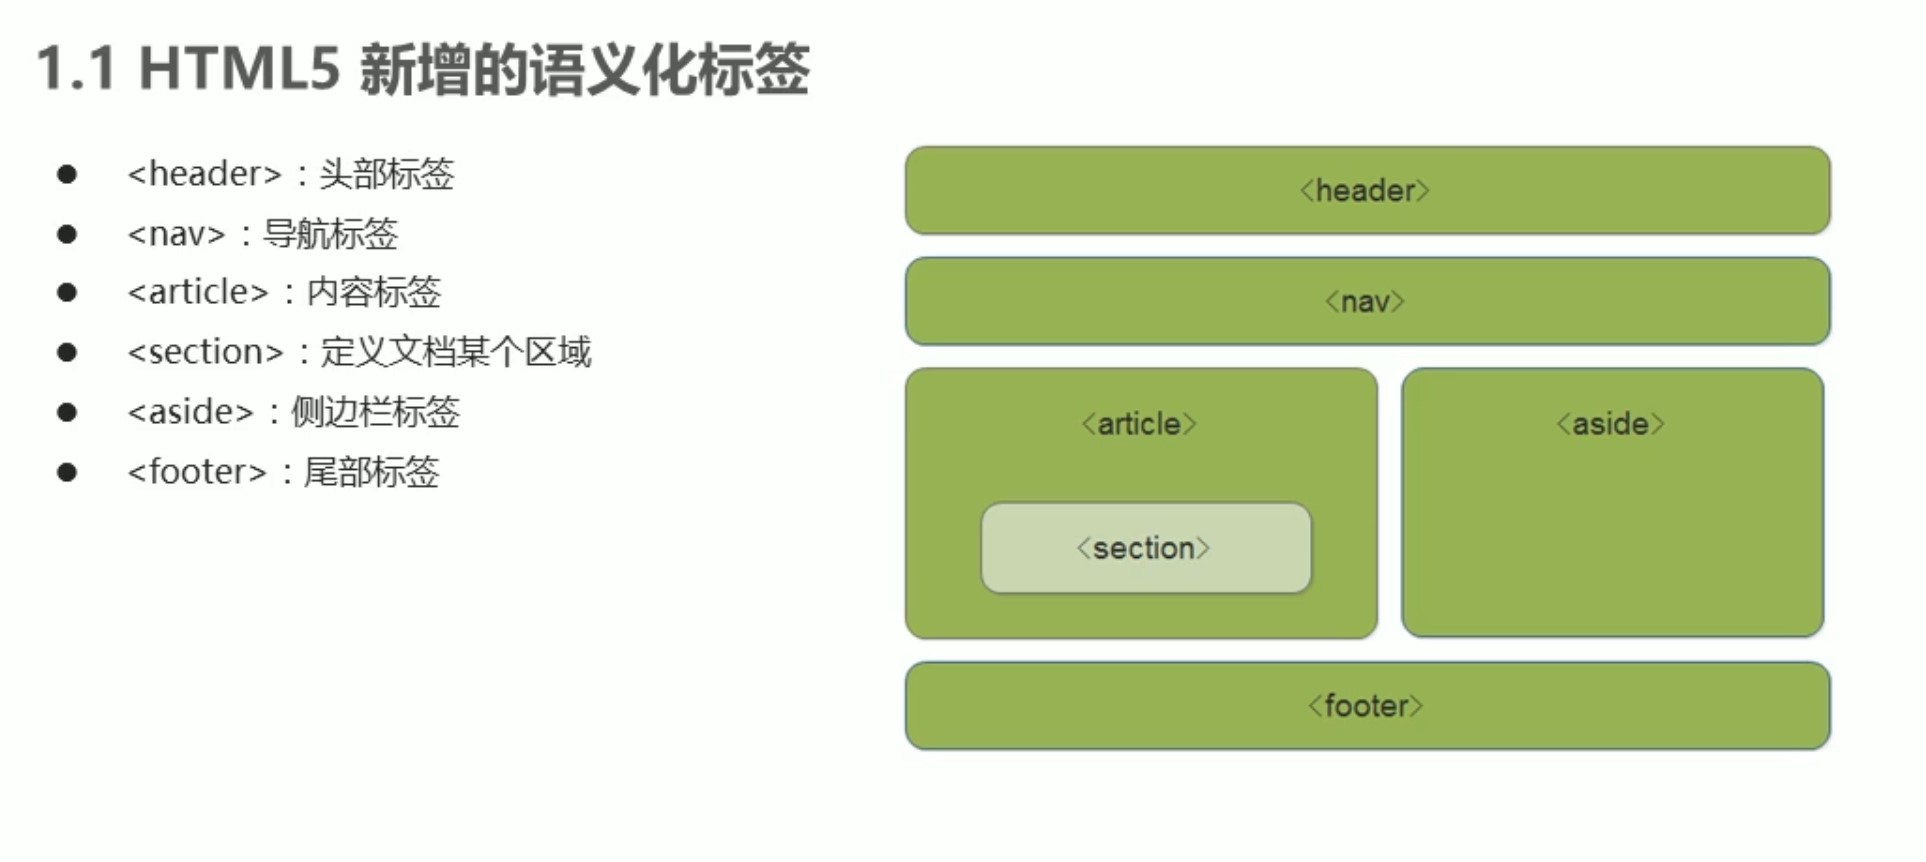 1.1 HTML5 新增的语义化标签
● <header>：头部标签
● <nav>：导航标签
● <article>：内容标签
● <section>：定义文档某个区域
● <aside>：侧边栏标签
● <footer>：尾部标签
<header>
<nav>
<article>
<aside>
<section>
<footer>